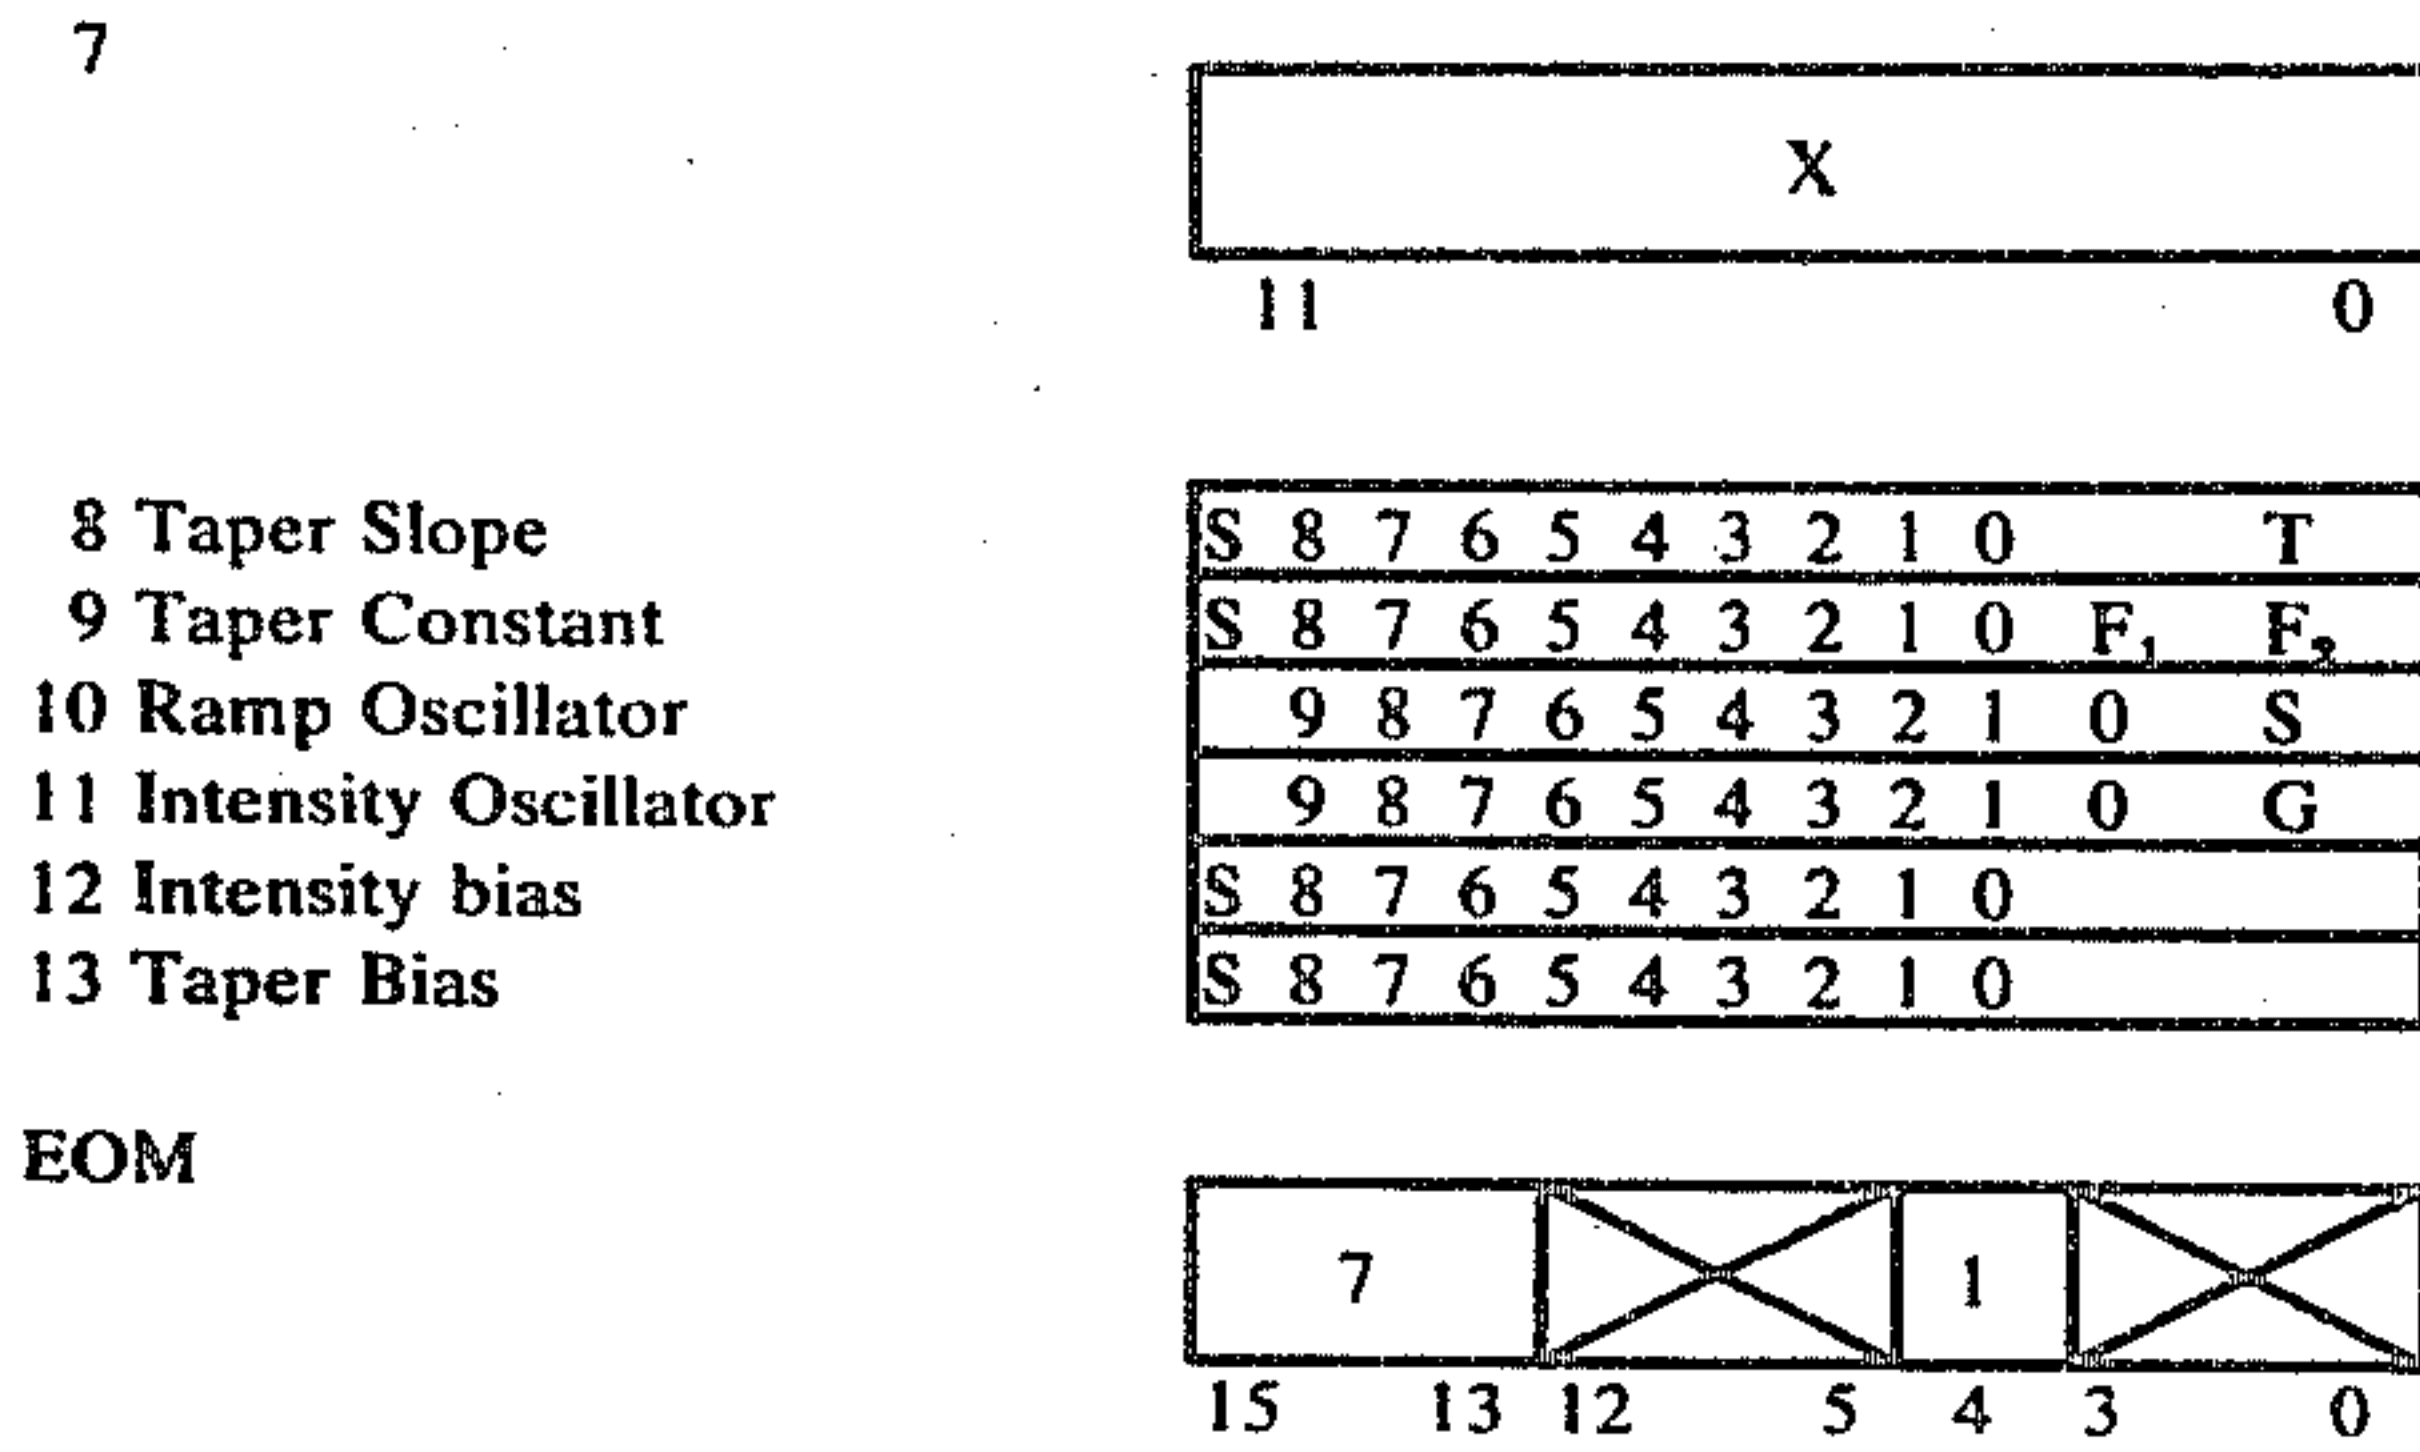 7
X
11 0
8 Taper Slope S 8 7 6 5 4 3 2 1 0 T
9 Taper Constant S 8 7 6 5 4 3 2 1 0 F₁ F₂
10 Ramp Oscillator 9 8 7 6 5 4 3 2 1 0 S
11 Intensity Oscillator 9 8 7 6 5 4 3 2 1 0 G
12 Intensity bias S 8 7 6 5 4 3 2 1 0
13 Taper Bias S 8 7 6 5 4 3 2 1 0
EOM
7 1
15 13 12 5 4 3 0